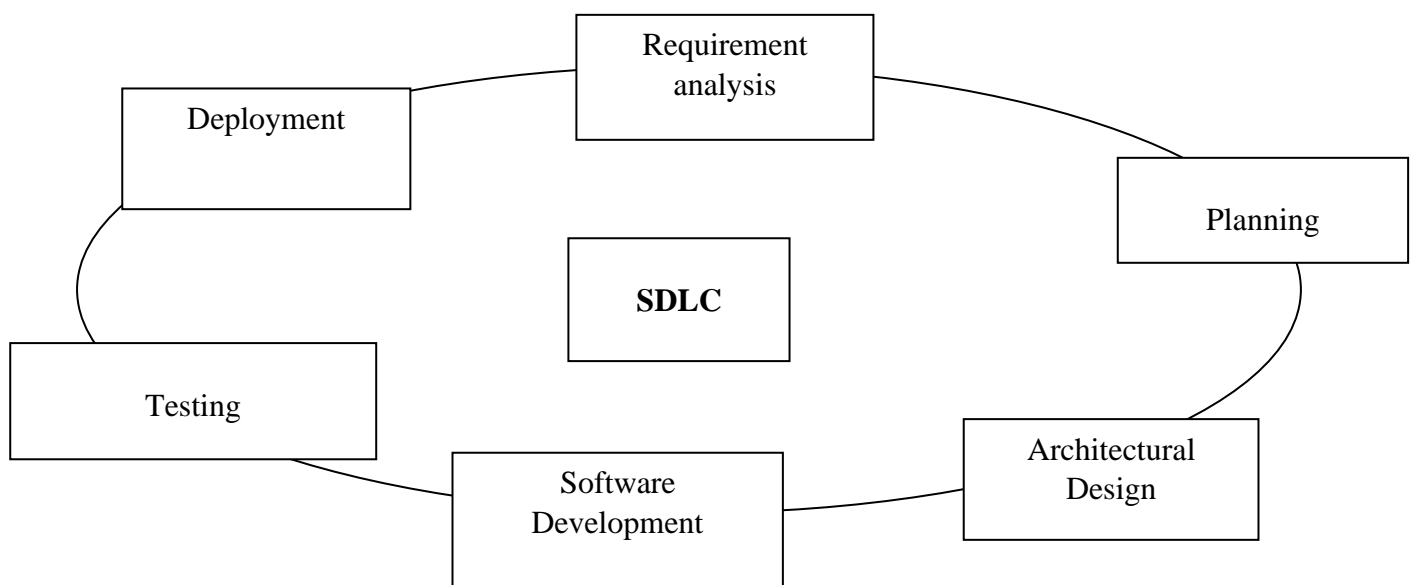 Requirement
analysis
Deployment
Planning
SDLC
Testing
Architectural
Design
Software
Development